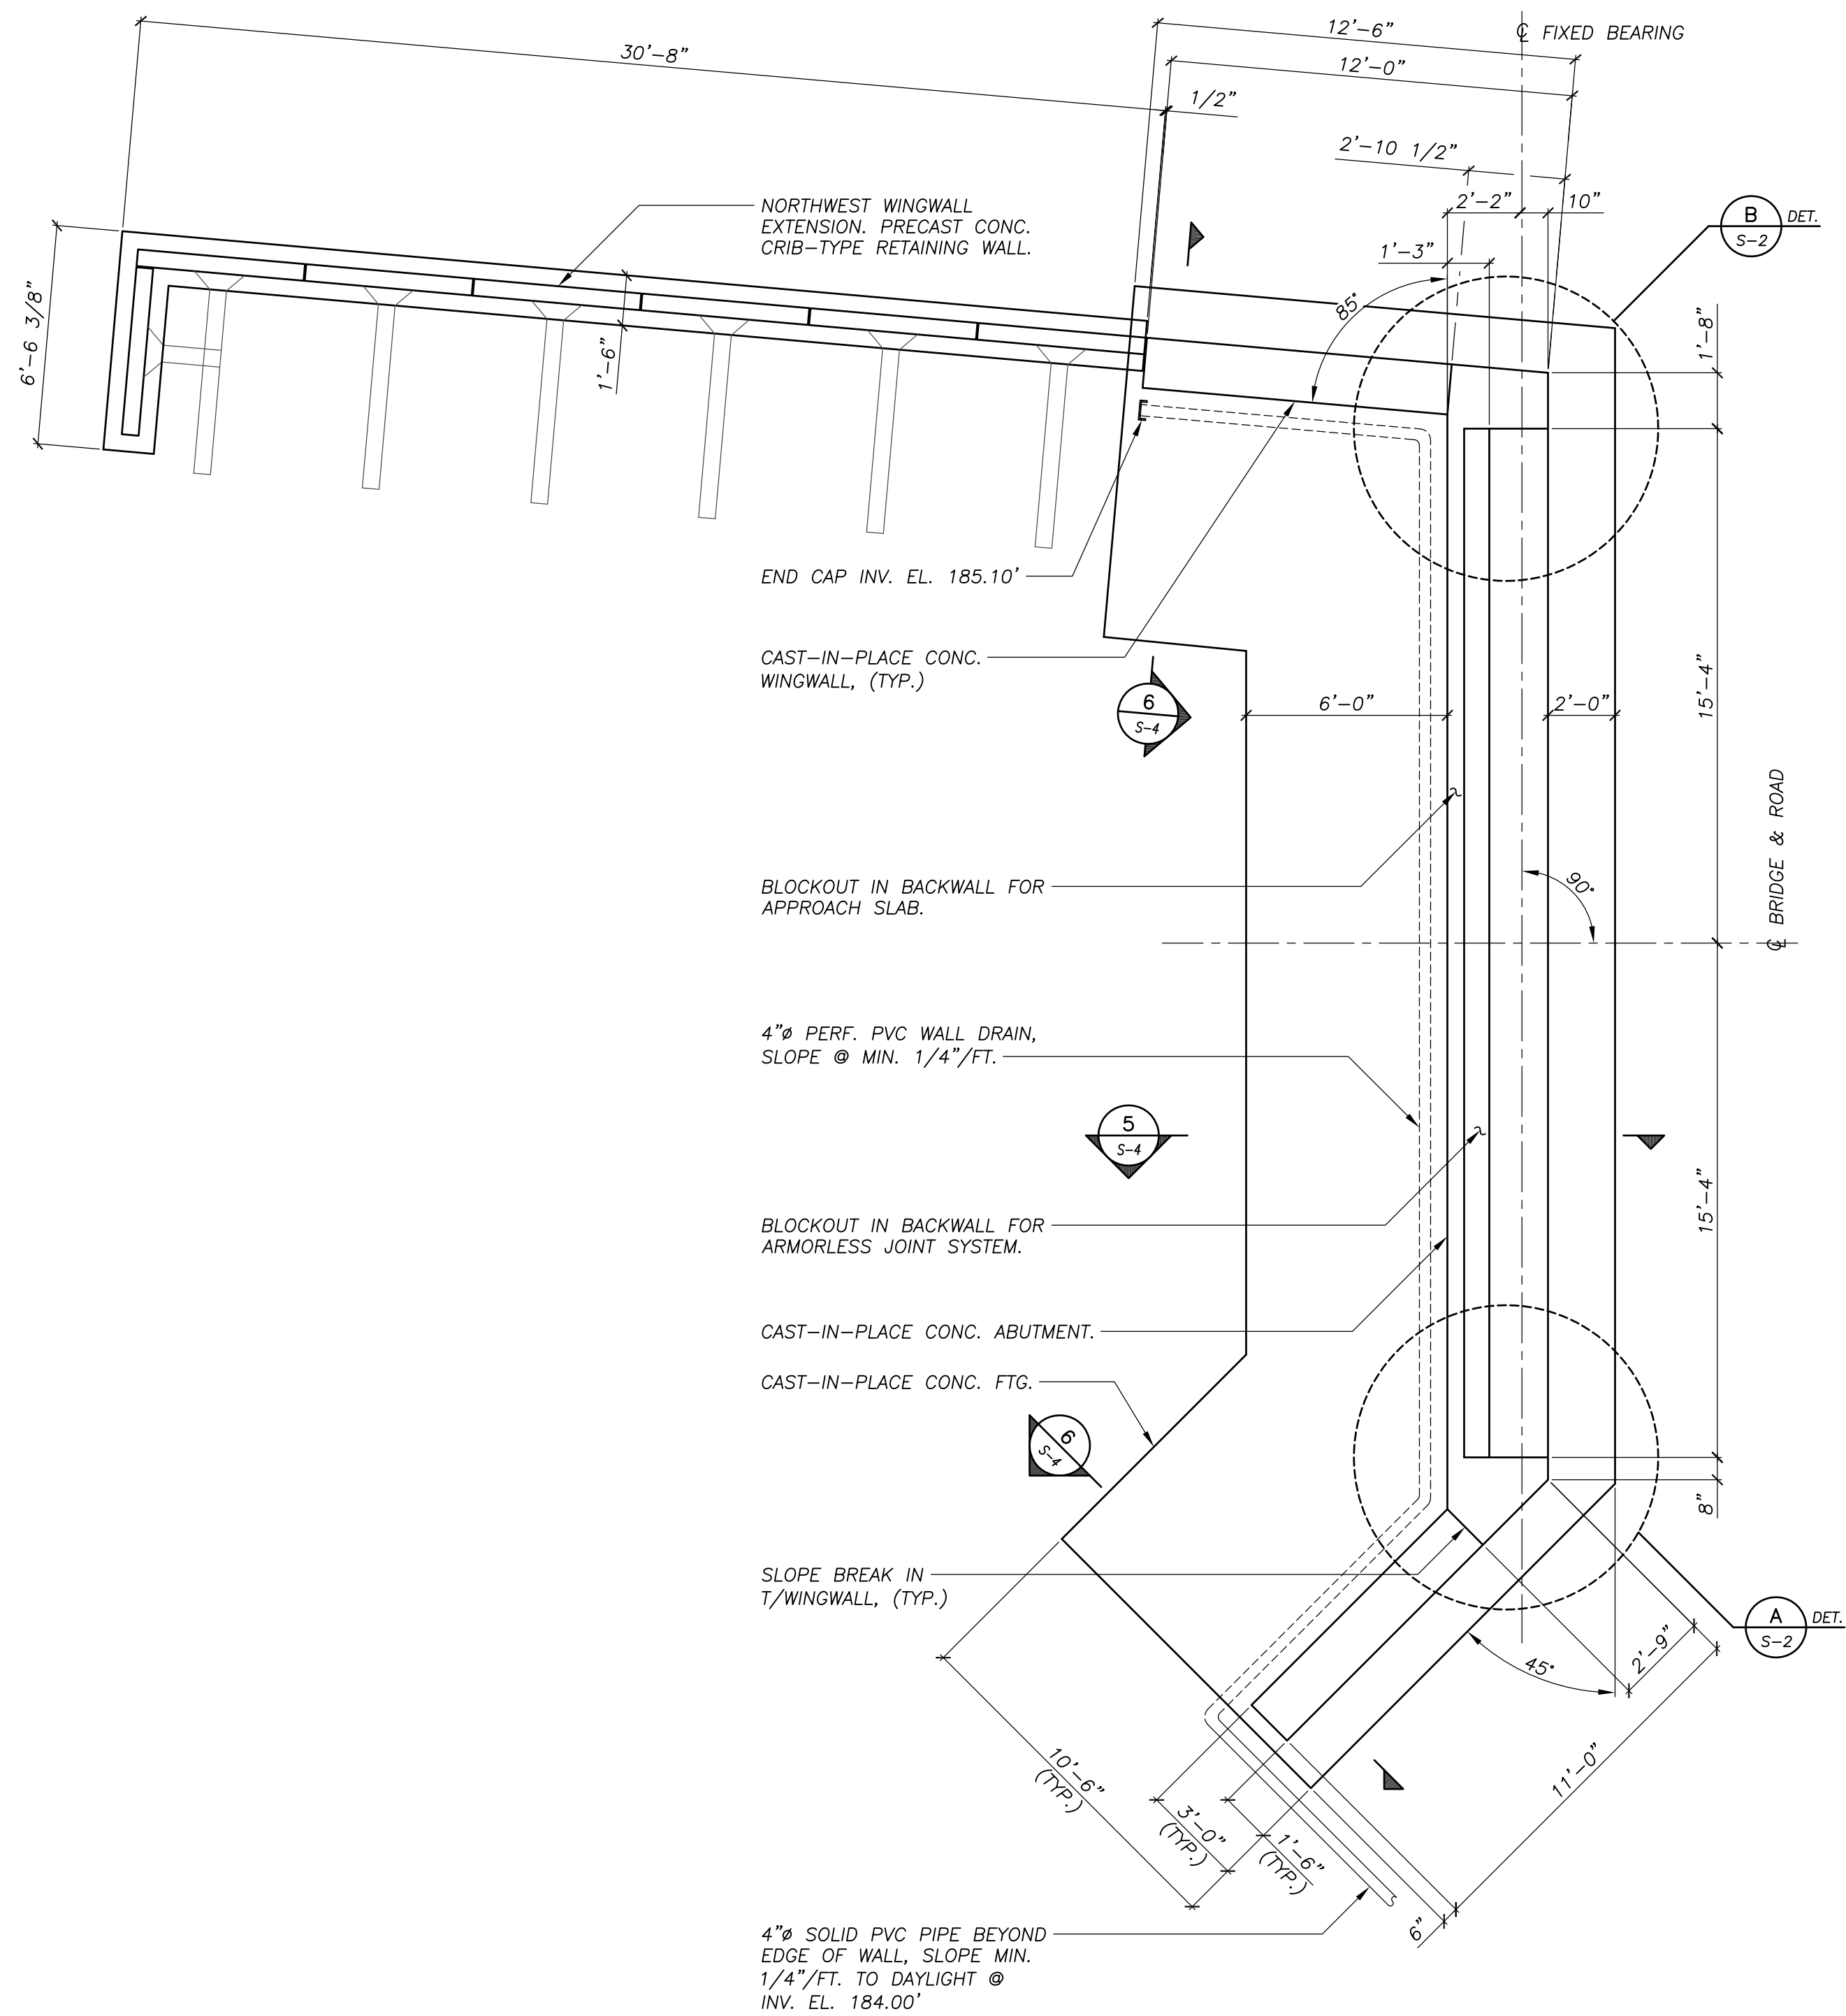 12'-6"
℄ FIXED BEARING
30'-8"
12'-0"
1/2"
2'-10 1/2"
2'-2"
10"
B
S-2
DET.
NORTHWEST WINGWALL
EXTENSION. PRECAST CONC.
CRIB-TYPE RETAINING WALL.
1'-3"
85°
6'-6 3/8"
1'-6"
1'-8"
END CAP INV. EL. 185.10'
CAST-IN-PLACE CONC.
WINGWALL, (TYP.)
6
S-4
6'-0"
2'-0"
15'-4"
BLOCKOUT IN BACKWALL FOR
APPROACH SLAB.
90°
℄ BRIDGE & ROAD
4"ø PERF. PVC WALL DRAIN,
SLOPE @ MIN. 1/4"/FT.
5
S-4
15'-4"
BLOCKOUT IN BACKWALL FOR
ARMORLESS JOINT SYSTEM.
CAST-IN-PLACE CONC. ABUTMENT.
CAST-IN-PLACE CONC. FTG.
6
S-4
8"
SLOPE BREAK IN
T/WINGWALL, (TYP.)
A
S-2
DET.
2'-9"
45°
11'-0"
10'-6"
(TYP.)
3'-0"
(TYP.)
1'-6"
(TYP.)
6"
4"ø SOLID PVC PIPE BEYOND
EDGE OF WALL, SLOPE MIN.
1/4"/FT. TO DAYLIGHT @
INV. EL. 184.00'